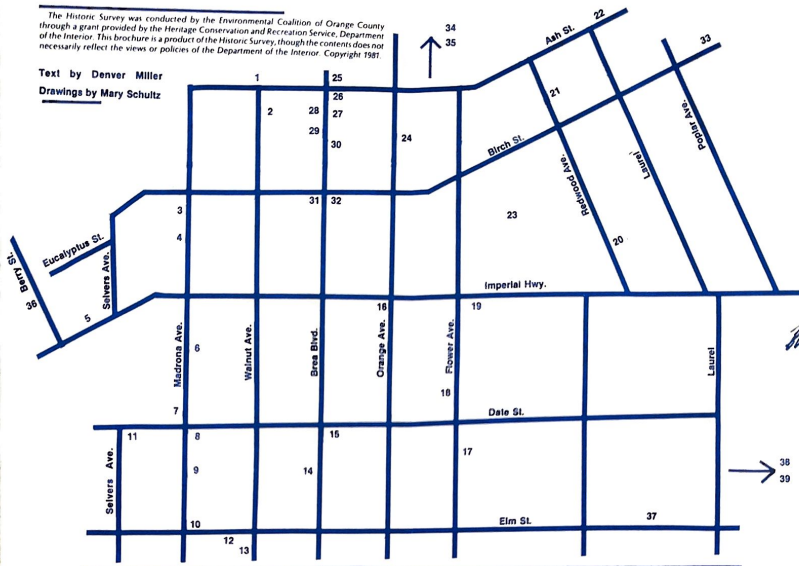 The Historic Survey was conducted by the Environmental Coalition of Orange County
through a grant provided by the Heritage Conservation and Recreation Service, Department
of the Interior. This brochure is a product of the Historic Survey, though the contents does not
necessarily reflect the views or policies of the Department of the Interior. Copyright 1981.
Text by Denver Miller
Drawings by Mary Schultz
34
35
22
Ash St.
33
1
25
26
2
28
27
29
30
24
21
Birch St.
Poplar Ave.
Laurel
Redwood Ave.
31
32
3
4
23
20
Eucalyptus St.
Berry St.
Selvers Ave.
36
5
Imperial Hwy.
16
19
Madrona Ave.
Walnut Ave.
Brea Blvd.
Orange Ave.
Flower Ave.
Laurel
6
18
7
Date St.
11
8
15
17
Selvers Ave.
9
14
38
39
10
Elm St.
37
12
13